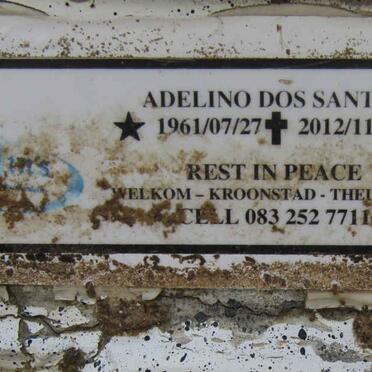 ADELINO DOS SANT
★ 1961/07/27 ✝ 2012/11
REST IN PEACE
WELKOM – KROONSTAD - THEU
CELL 083 252 7711